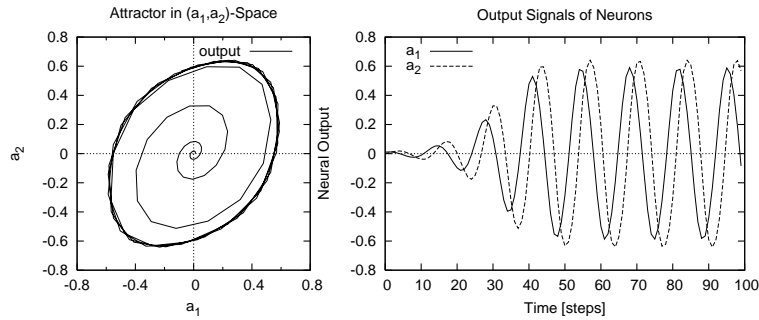 Attractor in (a1,a2)-Space
output
0.8
0.6
0.4
0.2
0
-0.2
-0.4
-0.6
-0.8
a2
-0.8 -0.4 0 0.4 0.8
a1
Output Signals of Neurons
a1
a2
0.8
0.6
0.4
0.2
0
-0.2
-0.4
-0.6
-0.8
Neural Output
0 10 20 30 40 50 60 70 80 90 100
Time [steps]